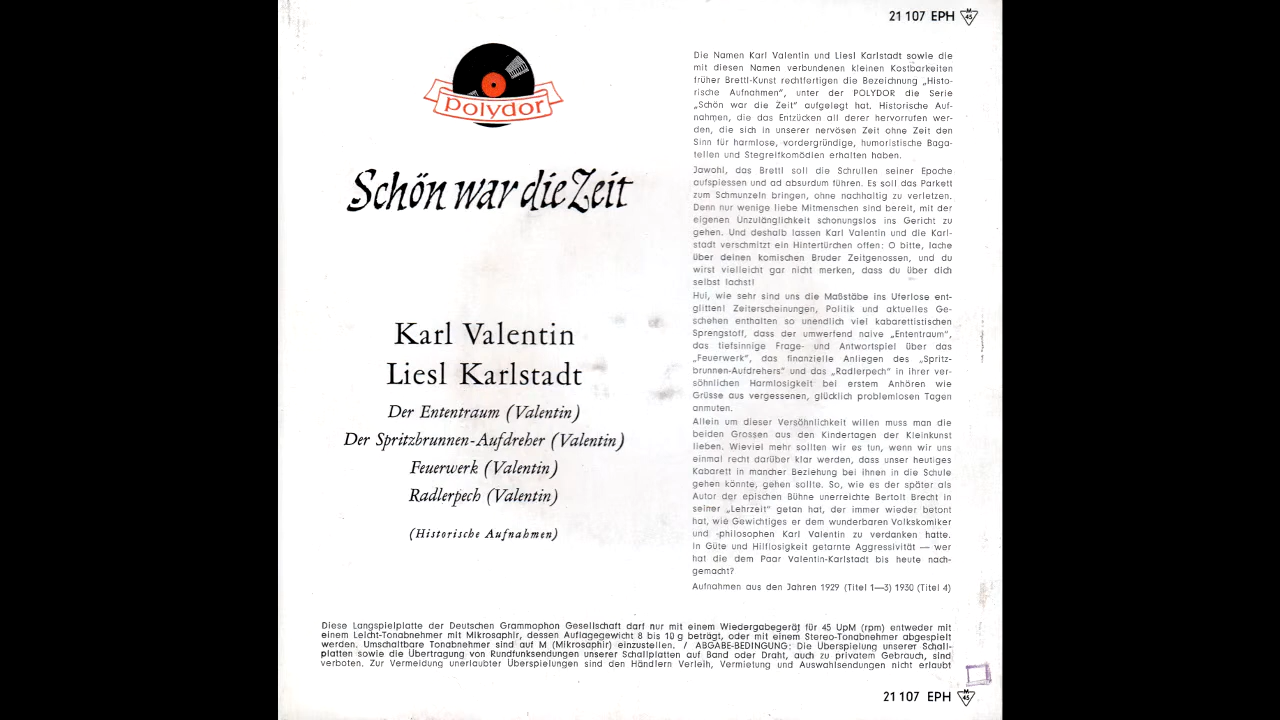 21 107 EPH M 45
polydor
Schön war die Zeit
Karl Valentin
Liesl Karlstadt
Der Ententraum (Valentin)
Der Spritzbrunnen-Aufdreher (Valentin)
Feuerwerk (Valentin)
Radlerpech (Valentin)
(Historische Aufnahmen)
Die Namen Karl Valentin und Liesl Karlstadt sowie die
mit diesen Namen verbundenen kleinen Kostbarkeiten
früher Brettl-Kunst rechtfertigen die Bezeichnung „Histo-
rische Aufnahmen", unter der POLYDOR die Serie
„Schön war die Zeit" aufgelegt hat. Historische Auf-
nahmen, die das Entzücken all derer hervorrufen wer-
den, die sich in unserer nervösen Zeit ohne Zeit den
Sinn für harmlose, vordergründige, humoristische Baga-
tellen und Stegreifkomödien erhalten haben.
Jawohl, das Brettl soll die Schrullen seiner Epoche
aufspiessen und ad absurdum führen. Es soll das Parkett
zum Schmunzeln bringen, ohne nachhaltig zu verletzen.
Denn nur wenige liebe Mitmenschen sind bereit, mit der
eigenen Unzulänglichkeit schonungslos ins Gericht zu
gehen. Und deshalb lassen Karl Valentin und die Karl-
stadt verschmitzt ein Hintertürchen offen: O bitte, lache
über deinen komischen Bruder Zeitgenossen, und du
wirst vielleicht gar nicht merken, dass du über dich
selbst lachst!
Hui, wie sehr sind uns die Maßstäbe ins Uferlose ent-
glitten! Zeiterscheinungen, Politik und aktuelles Ge-
schehen enthalten so unendlich viel kabarettistischen
Sprengstoff, dass der umwerfend naive „Ententraum",
das tiefsinnige Frage- und Antwortspiel über das
„Feuerwerk", das finanzielle Anliegen des „Spritz-
brunnen-Aufdrehers" und das „Radlerpech" in ihrer ver-
söhnlichen Harmlosigkeit bei erstem Anhören wie
Grüsse aus vergessenen, glücklich problemlosen Tagen
anmuten.
Allein um dieser Versöhnlichkeit willen muss man die
beiden Grossen aus den Kindertagen der Kleinkunst
lieben. Wieviel mehr sollten wir es tun, wenn wir uns
einmal recht darüber klar werden, dass unser heutiges
Kabarett in mancher Beziehung bei ihnen in die Schule
gehen könnte, gehen sollte. So, wie es der später als
Autor der epischen Bühne unerreichte Bertolt Brecht in
seiner „Lehrzeit" getan hat, der immer wieder betont
hat, wie Gewichtiges er dem wunderbaren Volkskomiker
und -philosophen Karl Valentin zu verdanken hatte.
In Güte und Hilflosigkeit getarnte Aggressivität — wer
hat die dem Paar Valentin-Karlstadt bis heute nach-
gemacht?
Aufnahmen aus den Jahren 1929 (Titel 1—3) 1930 (Titel 4)
Diese Langspielplatte der Deutschen Grammophon Gesellschaft darf nur mit einem Wiedergabegerät für 45 UpM (rpm) entweder mit
einem Leicht-Tonabnehmer mit Mikrosaphir, dessen Auflagegewicht 8 bis 10 g beträgt, oder mit einem Stereo-Tonabnehmer abgespielt
werden. Umschaltbare Tonabnehmer sind auf M (Mikrosaphir) einzustellen. / ABGABE-BEDINGUNG: Die Überspielung unserer Schall-
platten sowie die Übertragung von Rundfunksendungen unserer Schallplatten auf Band oder Draht, auch zu privatem Gebrauch, sind
verboten. Zur Vermeidung unerlaubter Überspielungen sind den Händlern Verleih, Vermietung und Auswahlsendungen nicht erlaubt
21 107 EPH M 45